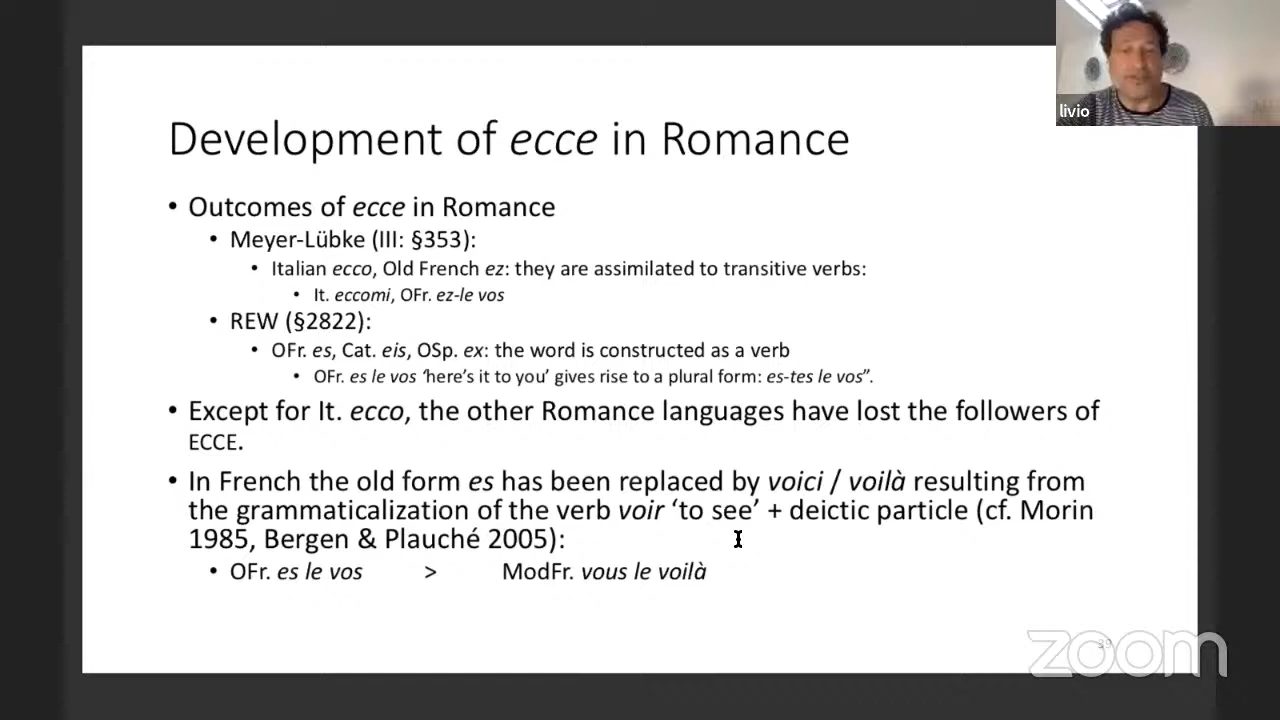 livio
Development of ecce in Romance
• Outcomes of ecce in Romance
• Meyer-Lübke (III: §353):
• Italian ecco, Old French ez: they are assimilated to transitive verbs:
• It. eccomi, OFr. ez-le vos
• REW (§2822):
• OFr. es, Cat. eis, OSp. ex: the word is constructed as a verb
• OFr. es le vos ‘here’s it to you’ gives rise to a plural form: es-tes le vos”.
• Except for It. ecco, the other Romance languages have lost the followers of
ECCE.
• In French the old form es has been replaced by voici / voilà resulting from
the grammaticalization of the verb voir ‘to see’ + deictic particle (cf. Morin
1985, Bergen & Plauché 2005):
• OFr. es le vos > ModFr. vous le voilà
39
zoom